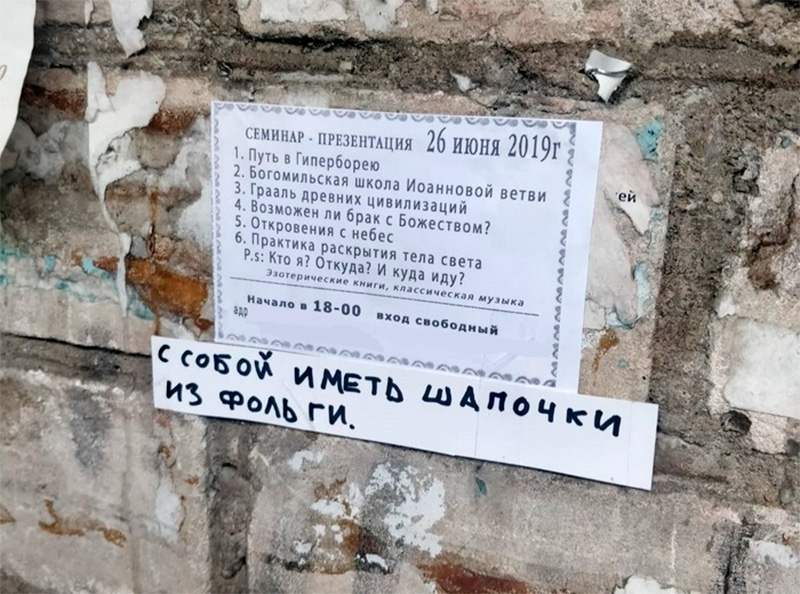 СЕМИНАР - ПРЕЗЕНТАЦИЯ 26 ИЮНЯ 2019г
1. Путь в Гиперборею
2. Богомильская школа Иоанновой ветви
3. Грааль древних цивилизаций
4. Возможен ли брак с Божеством?
5. Откровения с небес
6. Практика раскрытия тела света
P.s: Кто я? Откуда? И куда иду?
Эзотерические книги, классическая музыка
Начало в 18-00 вход свободный
адр
ей
С СОБОЙ ИМЕТЬ ШАПОЧКИ
ИЗ ФОЛЬГИ.